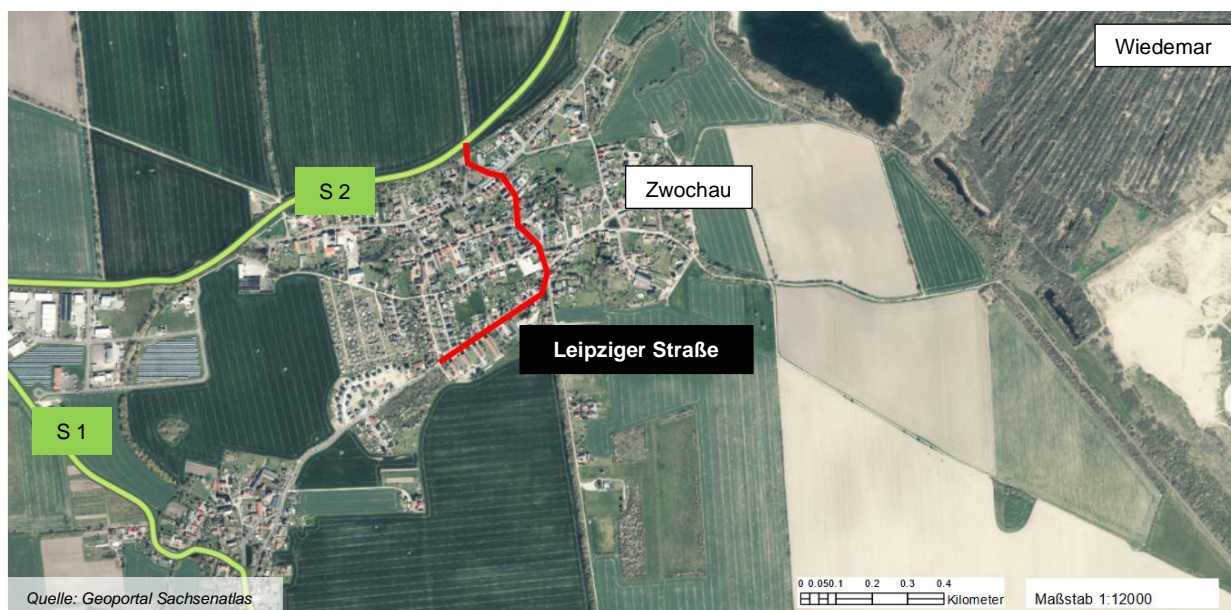 Wiedemar
S 2
Zwochau
Leipziger Straße
S 1
Quelle: Geoportal Sachsenatlas
0 0.050.1 0.2 0.3 0.4
Kilometer
Maßstab 1:12000